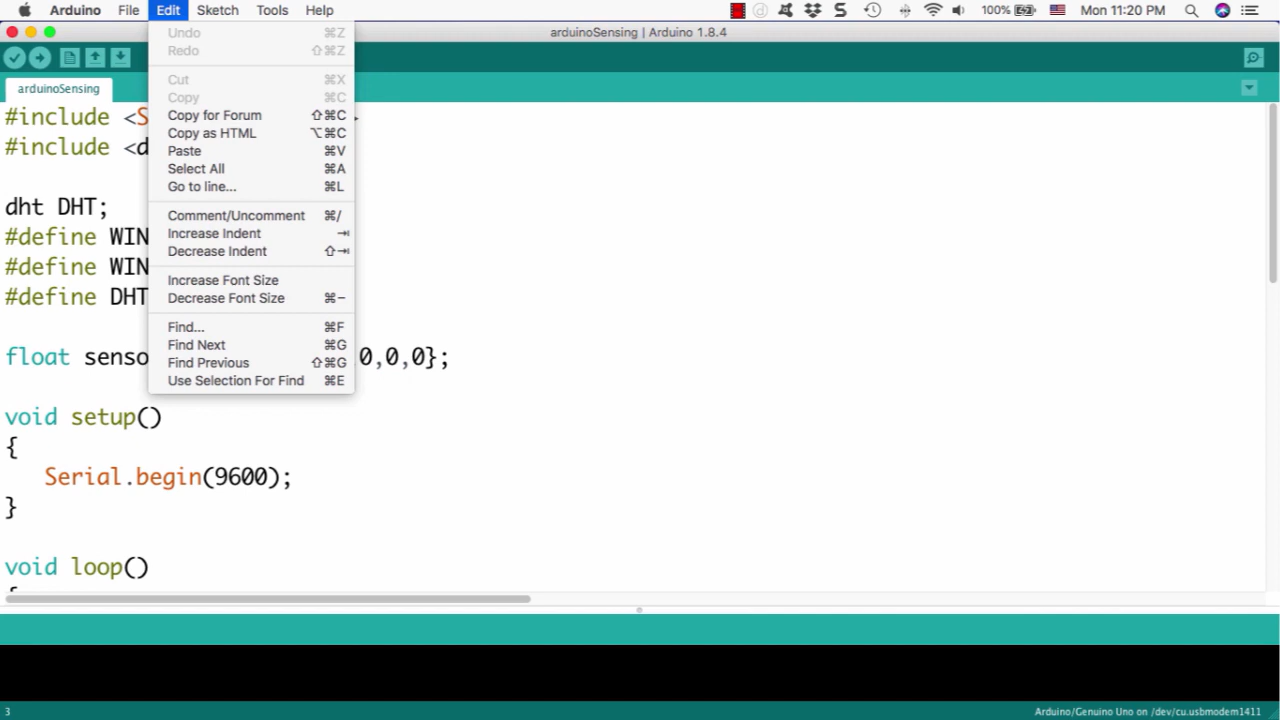 Arduino File Edit Sketch Tools Help 100% Mon 11:20 PM
arduinoSensing | Arduino 1.8.4
arduinoSensing
Undo ⌘Z
Redo ⇧⌘Z
Cut ⌘X
Copy ⌘C
Copy for Forum ⇧⌘C
Copy as HTML ⌥⌘C
Paste ⌘V
Select All ⌘A
Go to line... ⌘L
Comment/Uncomment ⌘/
Increase Indent ⇥
Decrease Indent ⇧⇥
Increase Font Size
Decrease Font Size ⌘−
Find... ⌘F
Find Next ⌘G
Find Previous ⇧⌘G
Use Selection For Find ⌘E
#include <S >
#include <d
dht DHT;
#define WIN
#define WIN
#define DHT
float senso 0,0,0};
void setup()
{
Serial.begin(9600);
}
void loop()
{
3 Arduino/Genuino Uno on /dev/cu.usbmodem1411